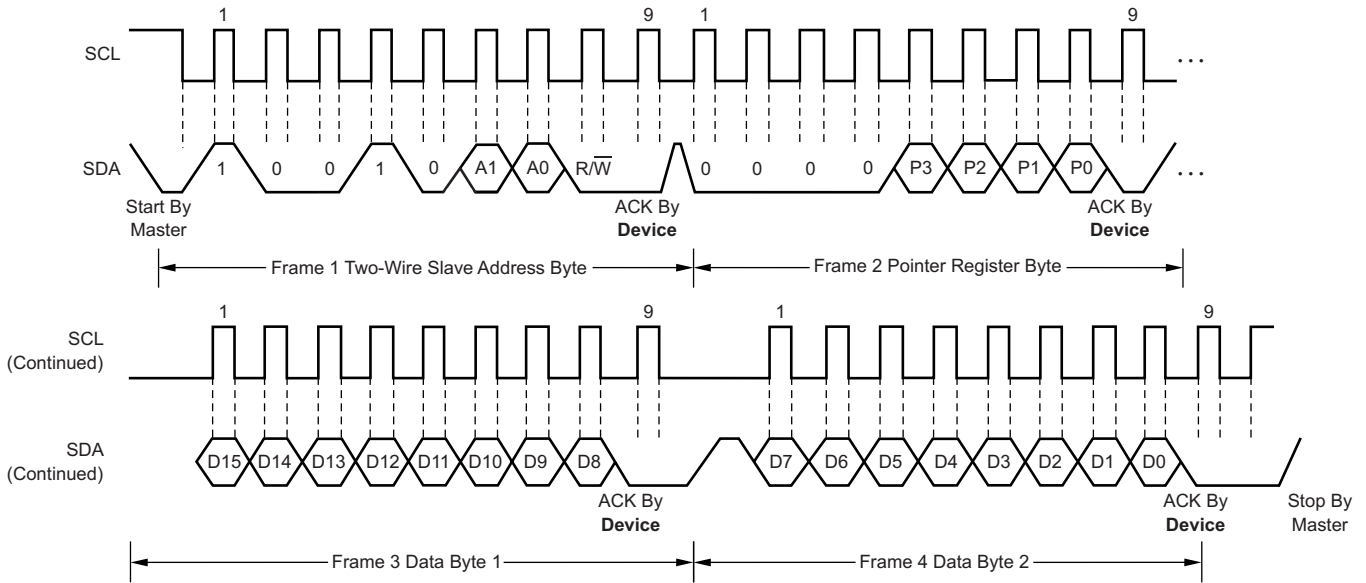 1 9 1 9
SCL
. . .
SDA 1 0 0 1 0 A1 A0 R/W̅ 0 0 0 0 P3 P2 P1 P0 . . .
Start By
Master
ACK By
Device
ACK By
Device
Frame 1 Two-Wire Slave Address Byte
Frame 2 Pointer Register Byte
1 9 1 9
SCL
(Continued)
SDA
(Continued)
D15 D14 D13 D12 D11 D10 D9 D8 D7 D6 D5 D4 D3 D2 D1 D0
ACK By
Device
ACK By
Device
Stop By
Master
Frame 3 Data Byte 1
Frame 4 Data Byte 2